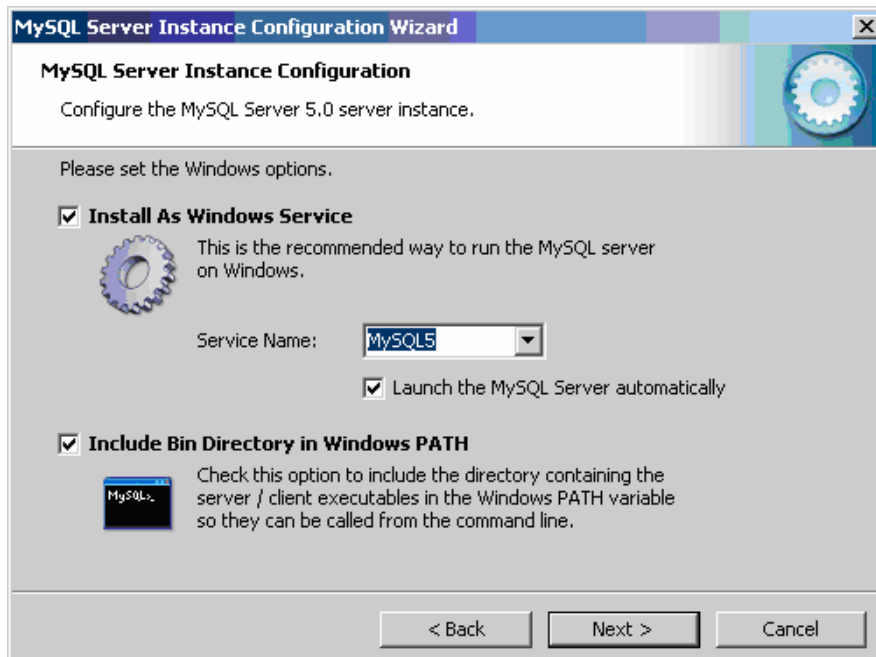 MySQL Server Instance Configuration Wizard
MySQL Server Instance Configuration
Configure the MySQL Server 5.0 server instance.
Please set the Windows options.
Install As Windows Service
This is the recommended way to run the MySQL server
on Windows.
Service Name:
MySQL5
Launch the MySQL Server automatically
Include Bin Directory in Windows PATH
MySQL>_
Check this option to include the directory containing the
server / client executables in the Windows PATH variable
so they can be called from the command line.
< Back
Next >
Cancel